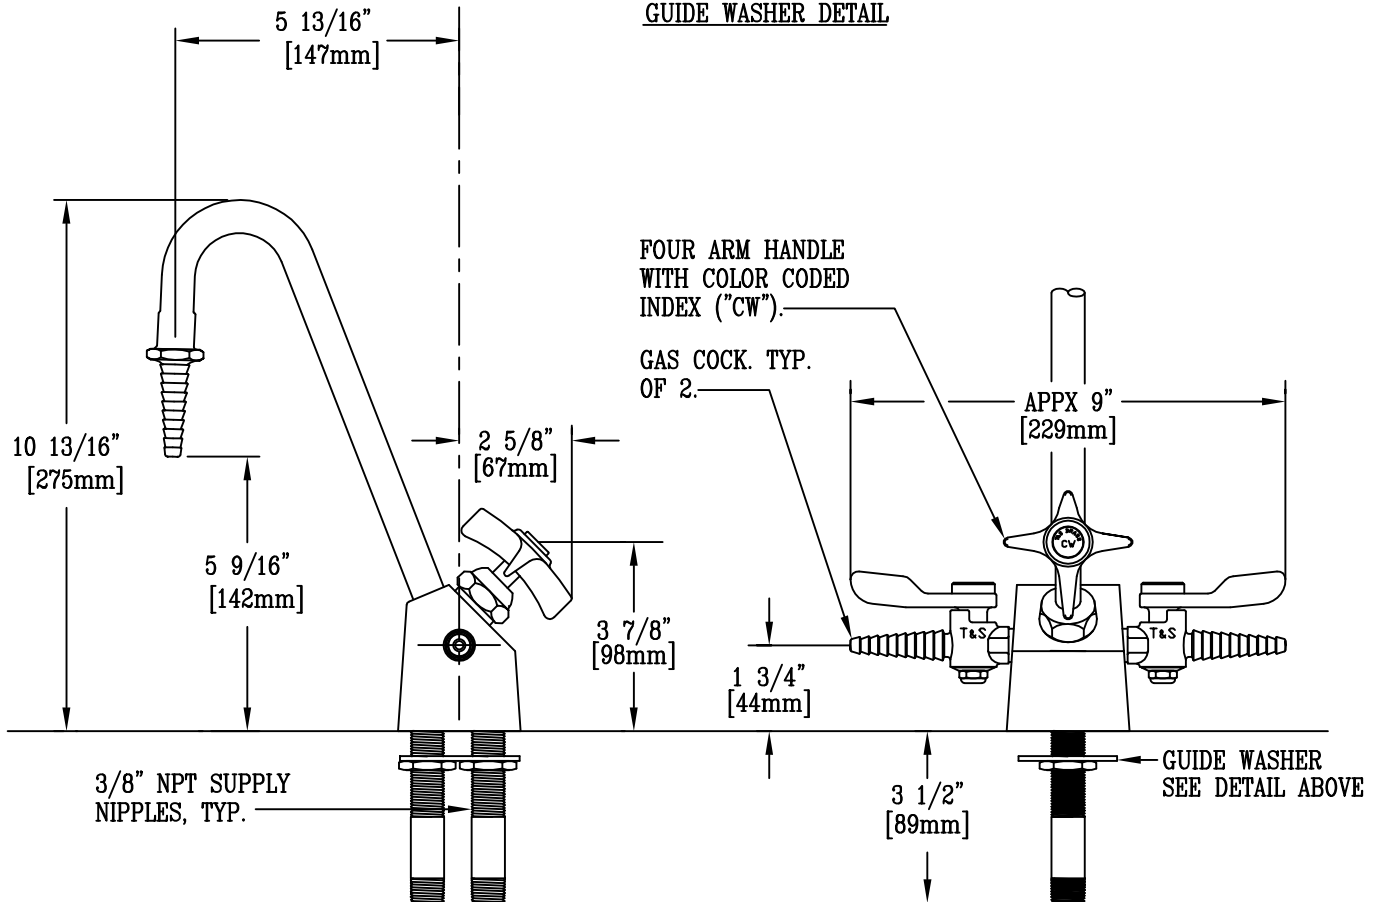 GUIDE WASHER DETAIL
5 13/16"
[147mm]
FOUR ARM HANDLE
WITH COLOR CODED
INDEX ("CW").
GAS COCK. TYP.
OF 2.
APPX 9"
[229mm]
10 13/16"
[275mm]
2 5/8"
[67mm]
5 9/16"
[142mm]
CW
3 7/8"
[98mm]
T&S
T&S
1 3/4"
[44mm]
3/8" NPT SUPPLY
NIPPLES, TYP.
3 1/2"
[89mm]
GUIDE WASHER
SEE DETAIL ABOVE